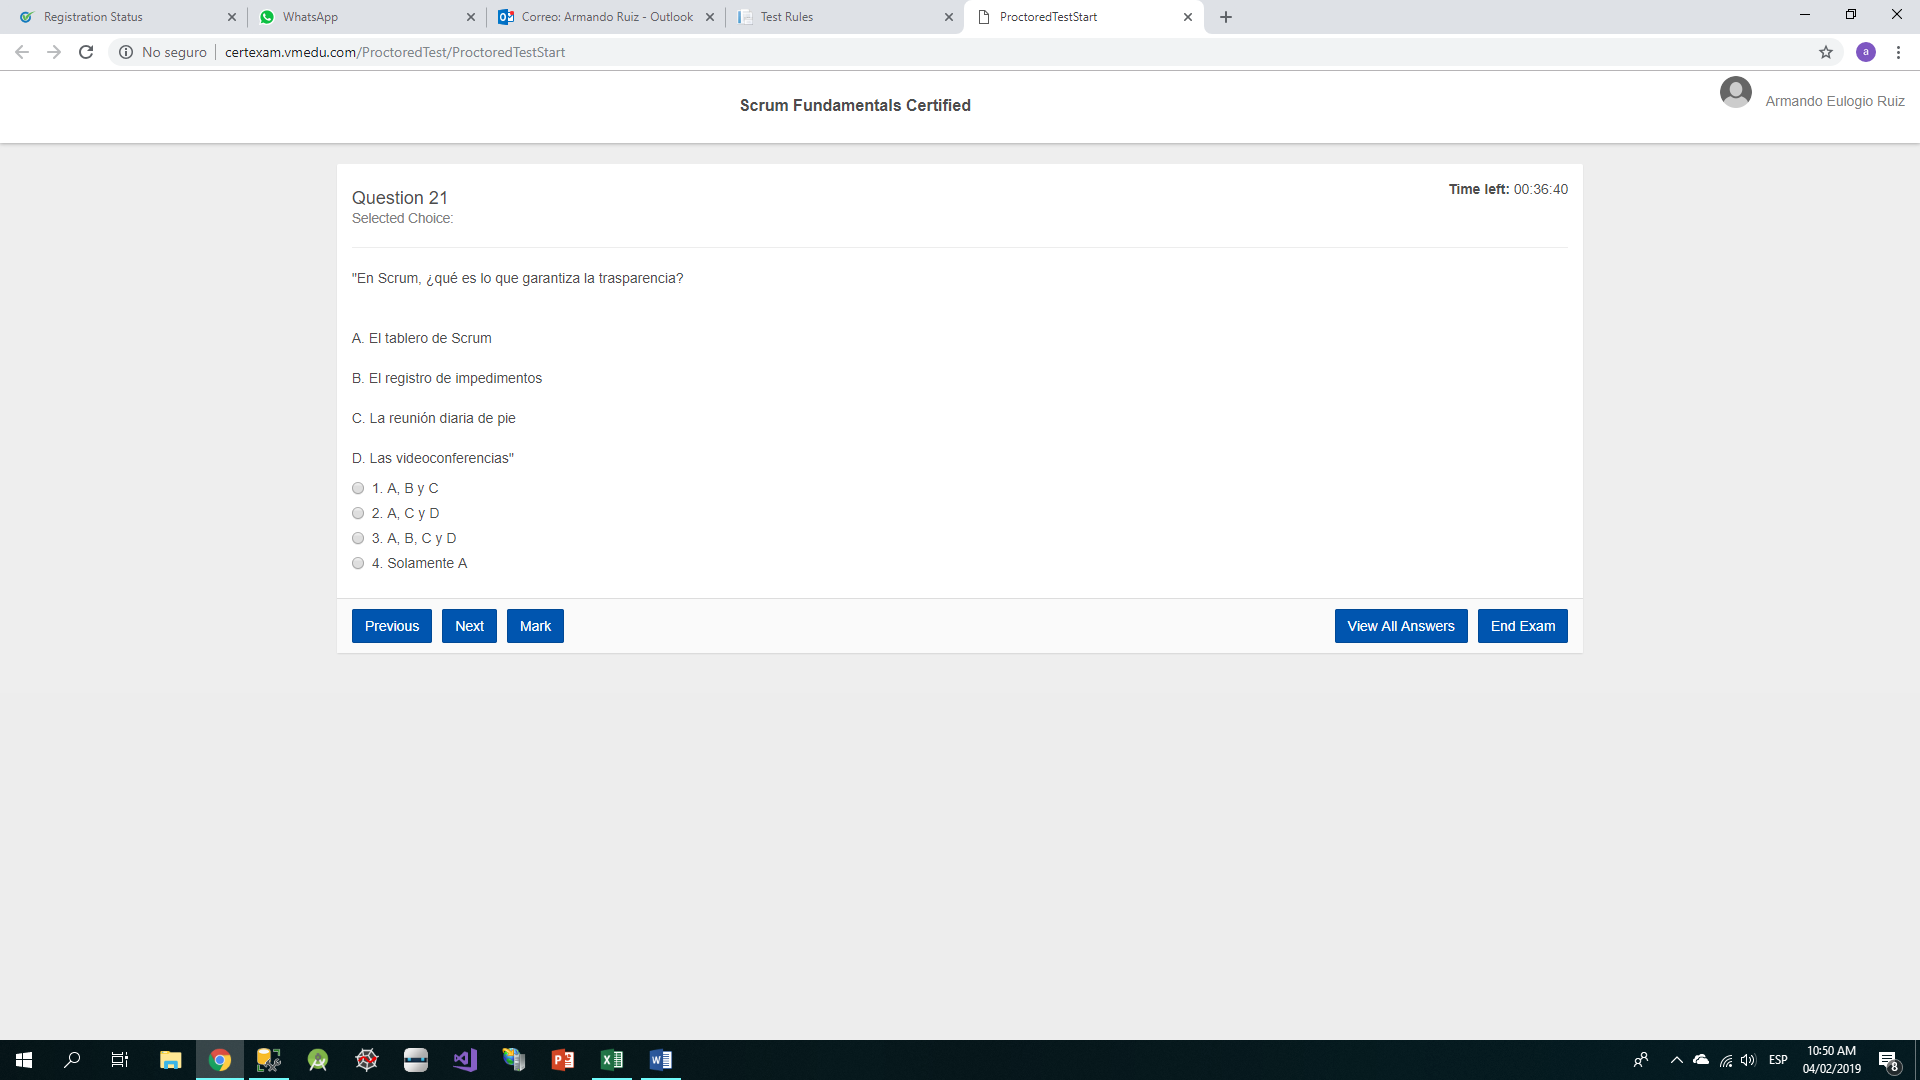 Registration Status
WhatsApp
Correo: Armando Ruiz - Outlook
Test Rules
ProctoredTestStart
No seguro
certexam.vmedu.com/ProctoredTest/ProctoredTestStart
a
Scrum Fundamentals Certified
Armando Eulogio Ruiz
Question 21
Time left: 00:36:40
Selected Choice:
"En Scrum, ¿qué es lo que garantiza la trasparencia?
A. El tablero de Scrum
B. El registro de impedimentos
C. La reunión diaria de pie
D. Las videoconferencias"
1. A, B y C
2. A, C y D
3. A, B, C y D
4. Solamente A
Previous
Next
Mark
View All Answers
End Exam
ESP
10:50 AM
04/02/2019
8